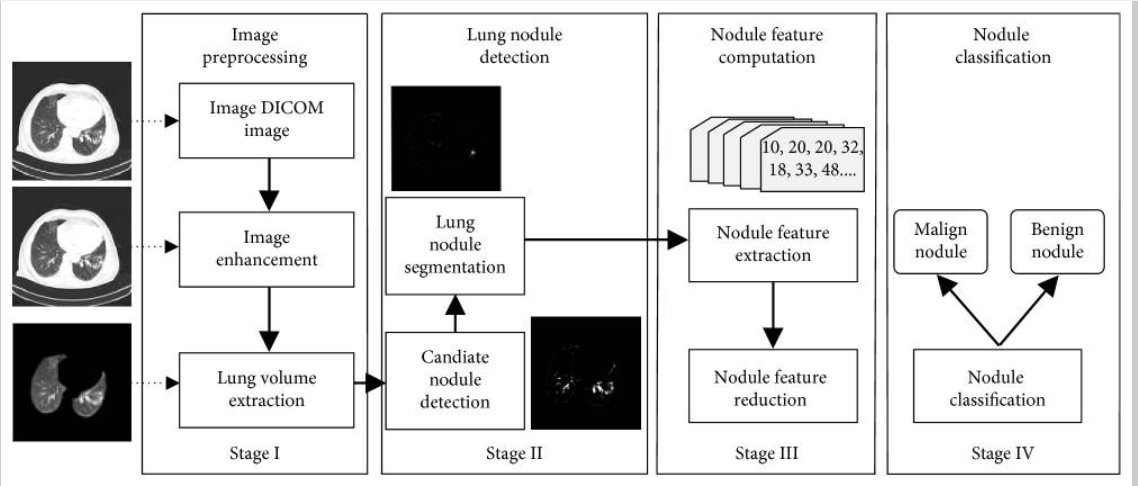 Image
preprocessing
Image DICOM
image
Image
enhancement
Lung volume
extraction
Stage I
Lung nodule
detection
Lung
nodule
segmentation
Candiate
nodule
detection
Stage II
Nodule feature
computation
10, 20, 20, 32,
18, 33, 48....
Nodule feature
extraction
Nodule feature
reduction
Stage III
Nodule
classification
Malign
nodule
Benign
nodule
Nodule
classification
Stage IV